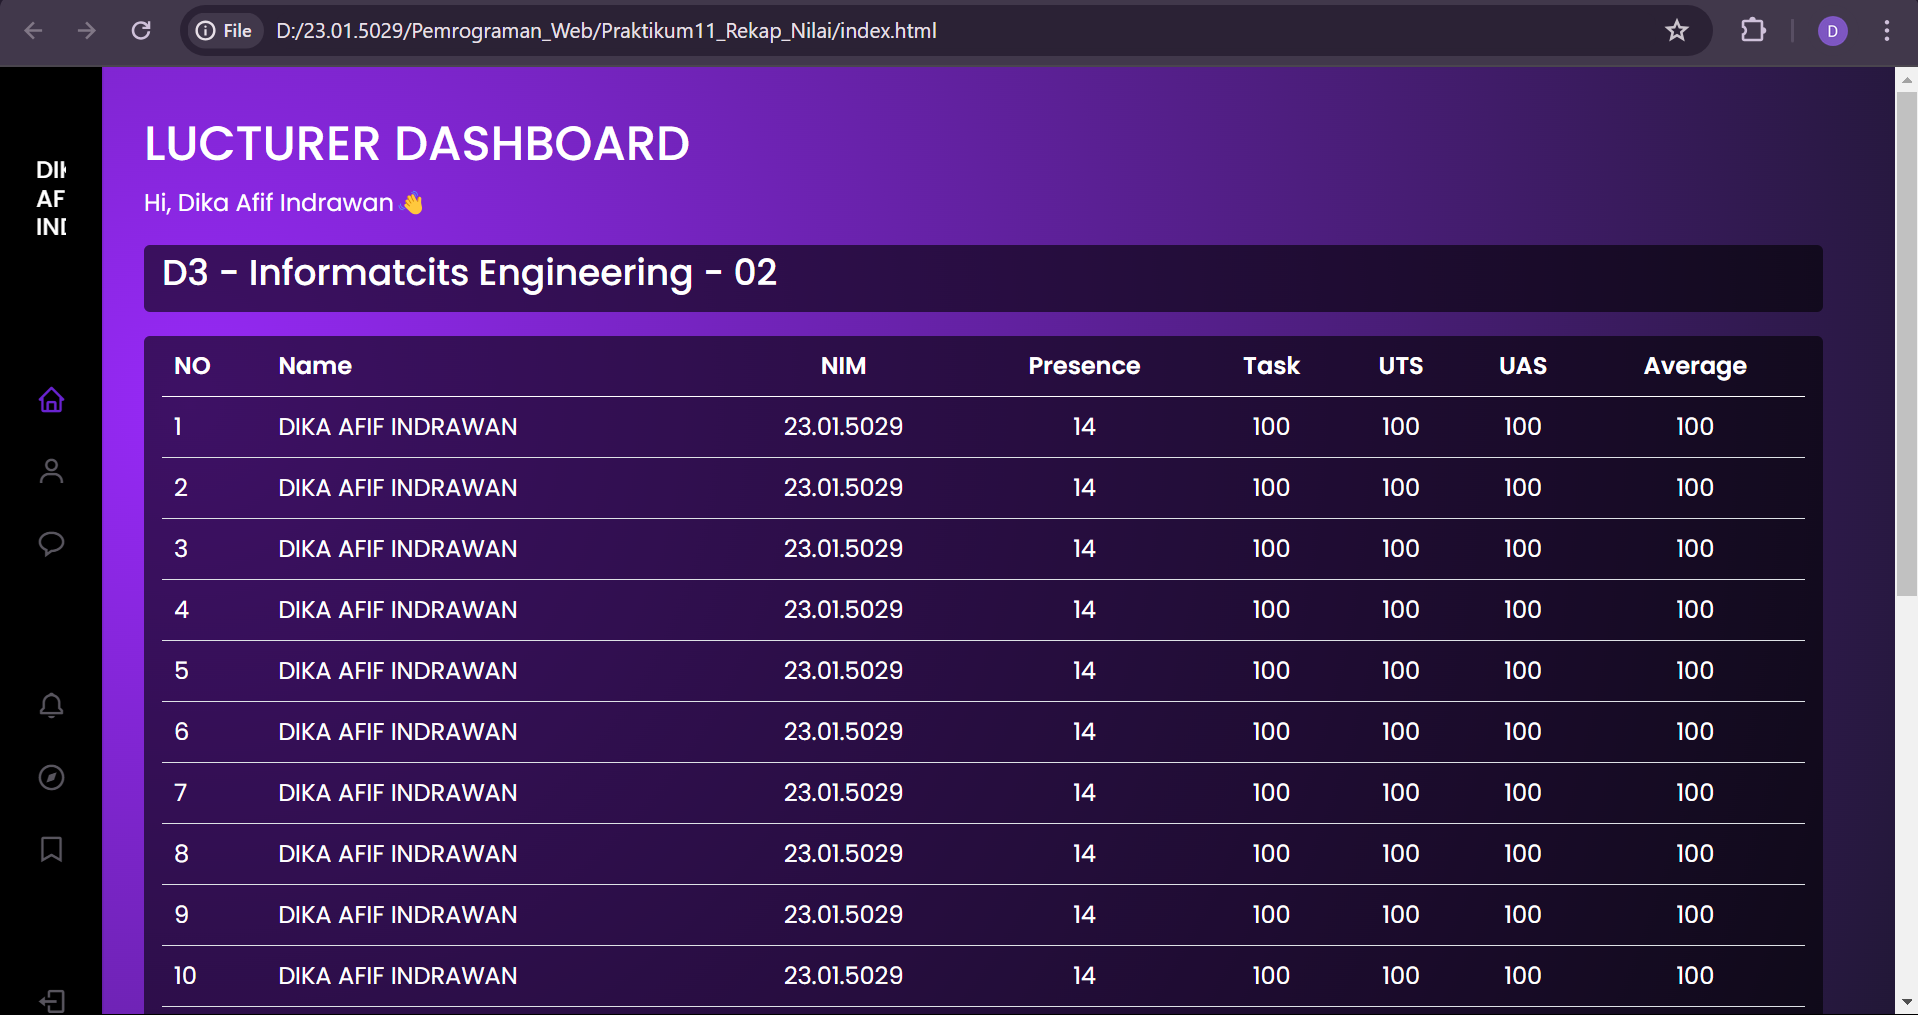 File D:/23.01.5029/Pemrograman_Web/Praktikum11_Rekap_Nilai/index.html
D
DIK
AF
IND
LUCTURER DASHBOARD
Hi, Dika Afif Indrawan 👋
D3 - Informatcits Engineering - 02
NO Name NIM Presence Task UTS UAS Average
1 DIKA AFIF INDRAWAN 23.01.5029 14 100 100 100 100
2 DIKA AFIF INDRAWAN 23.01.5029 14 100 100 100 100
3 DIKA AFIF INDRAWAN 23.01.5029 14 100 100 100 100
4 DIKA AFIF INDRAWAN 23.01.5029 14 100 100 100 100
5 DIKA AFIF INDRAWAN 23.01.5029 14 100 100 100 100
6 DIKA AFIF INDRAWAN 23.01.5029 14 100 100 100 100
7 DIKA AFIF INDRAWAN 23.01.5029 14 100 100 100 100
8 DIKA AFIF INDRAWAN 23.01.5029 14 100 100 100 100
9 DIKA AFIF INDRAWAN 23.01.5029 14 100 100 100 100
10 DIKA AFIF INDRAWAN 23.01.5029 14 100 100 100 100